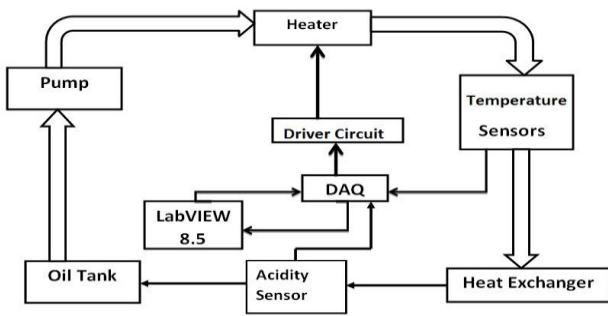 Heater
Pump
Temperature
Sensors
Driver Circuit
DAQ
LabVIEW
8.5
Oil Tank
Acidity
Sensor
Heat Exchanger